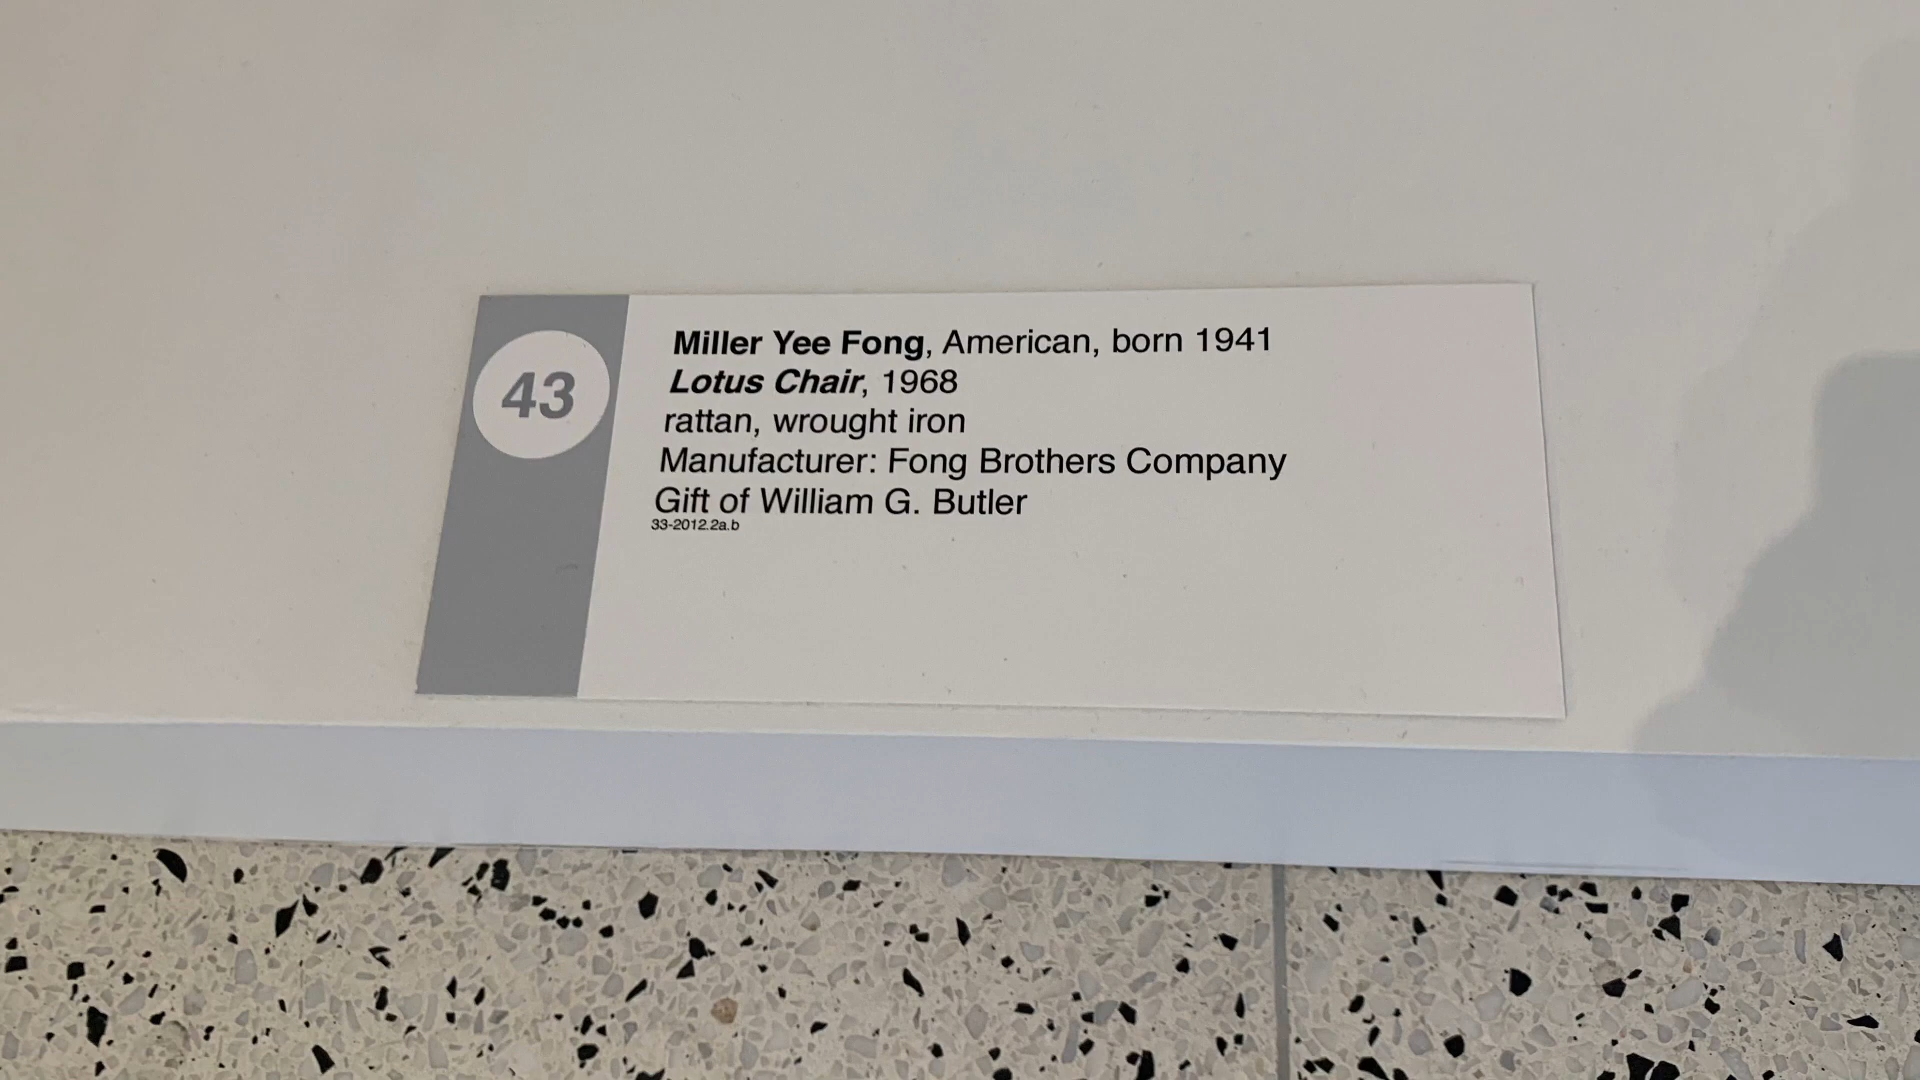 43
Miller Yee Fong, American, born 1941
Lotus Chair, 1968
rattan, wrought iron
Manufacturer: Fong Brothers Company
Gift of William G. Butler
33-2012.2a.b